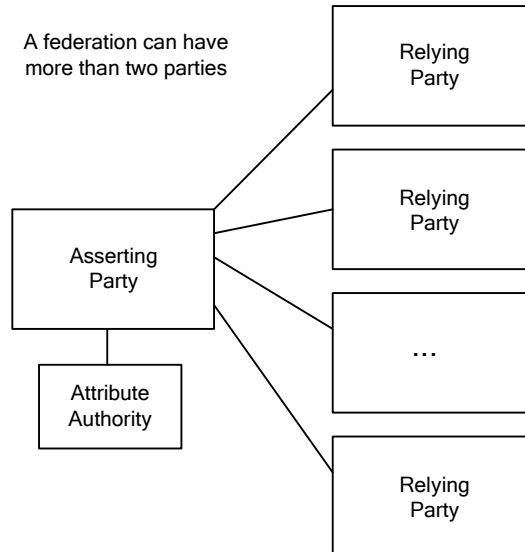 A federation can have
more than two parties
Relying
Party
Relying
Party
Asserting
Party
...
Attribute
Authority
Relying
Party